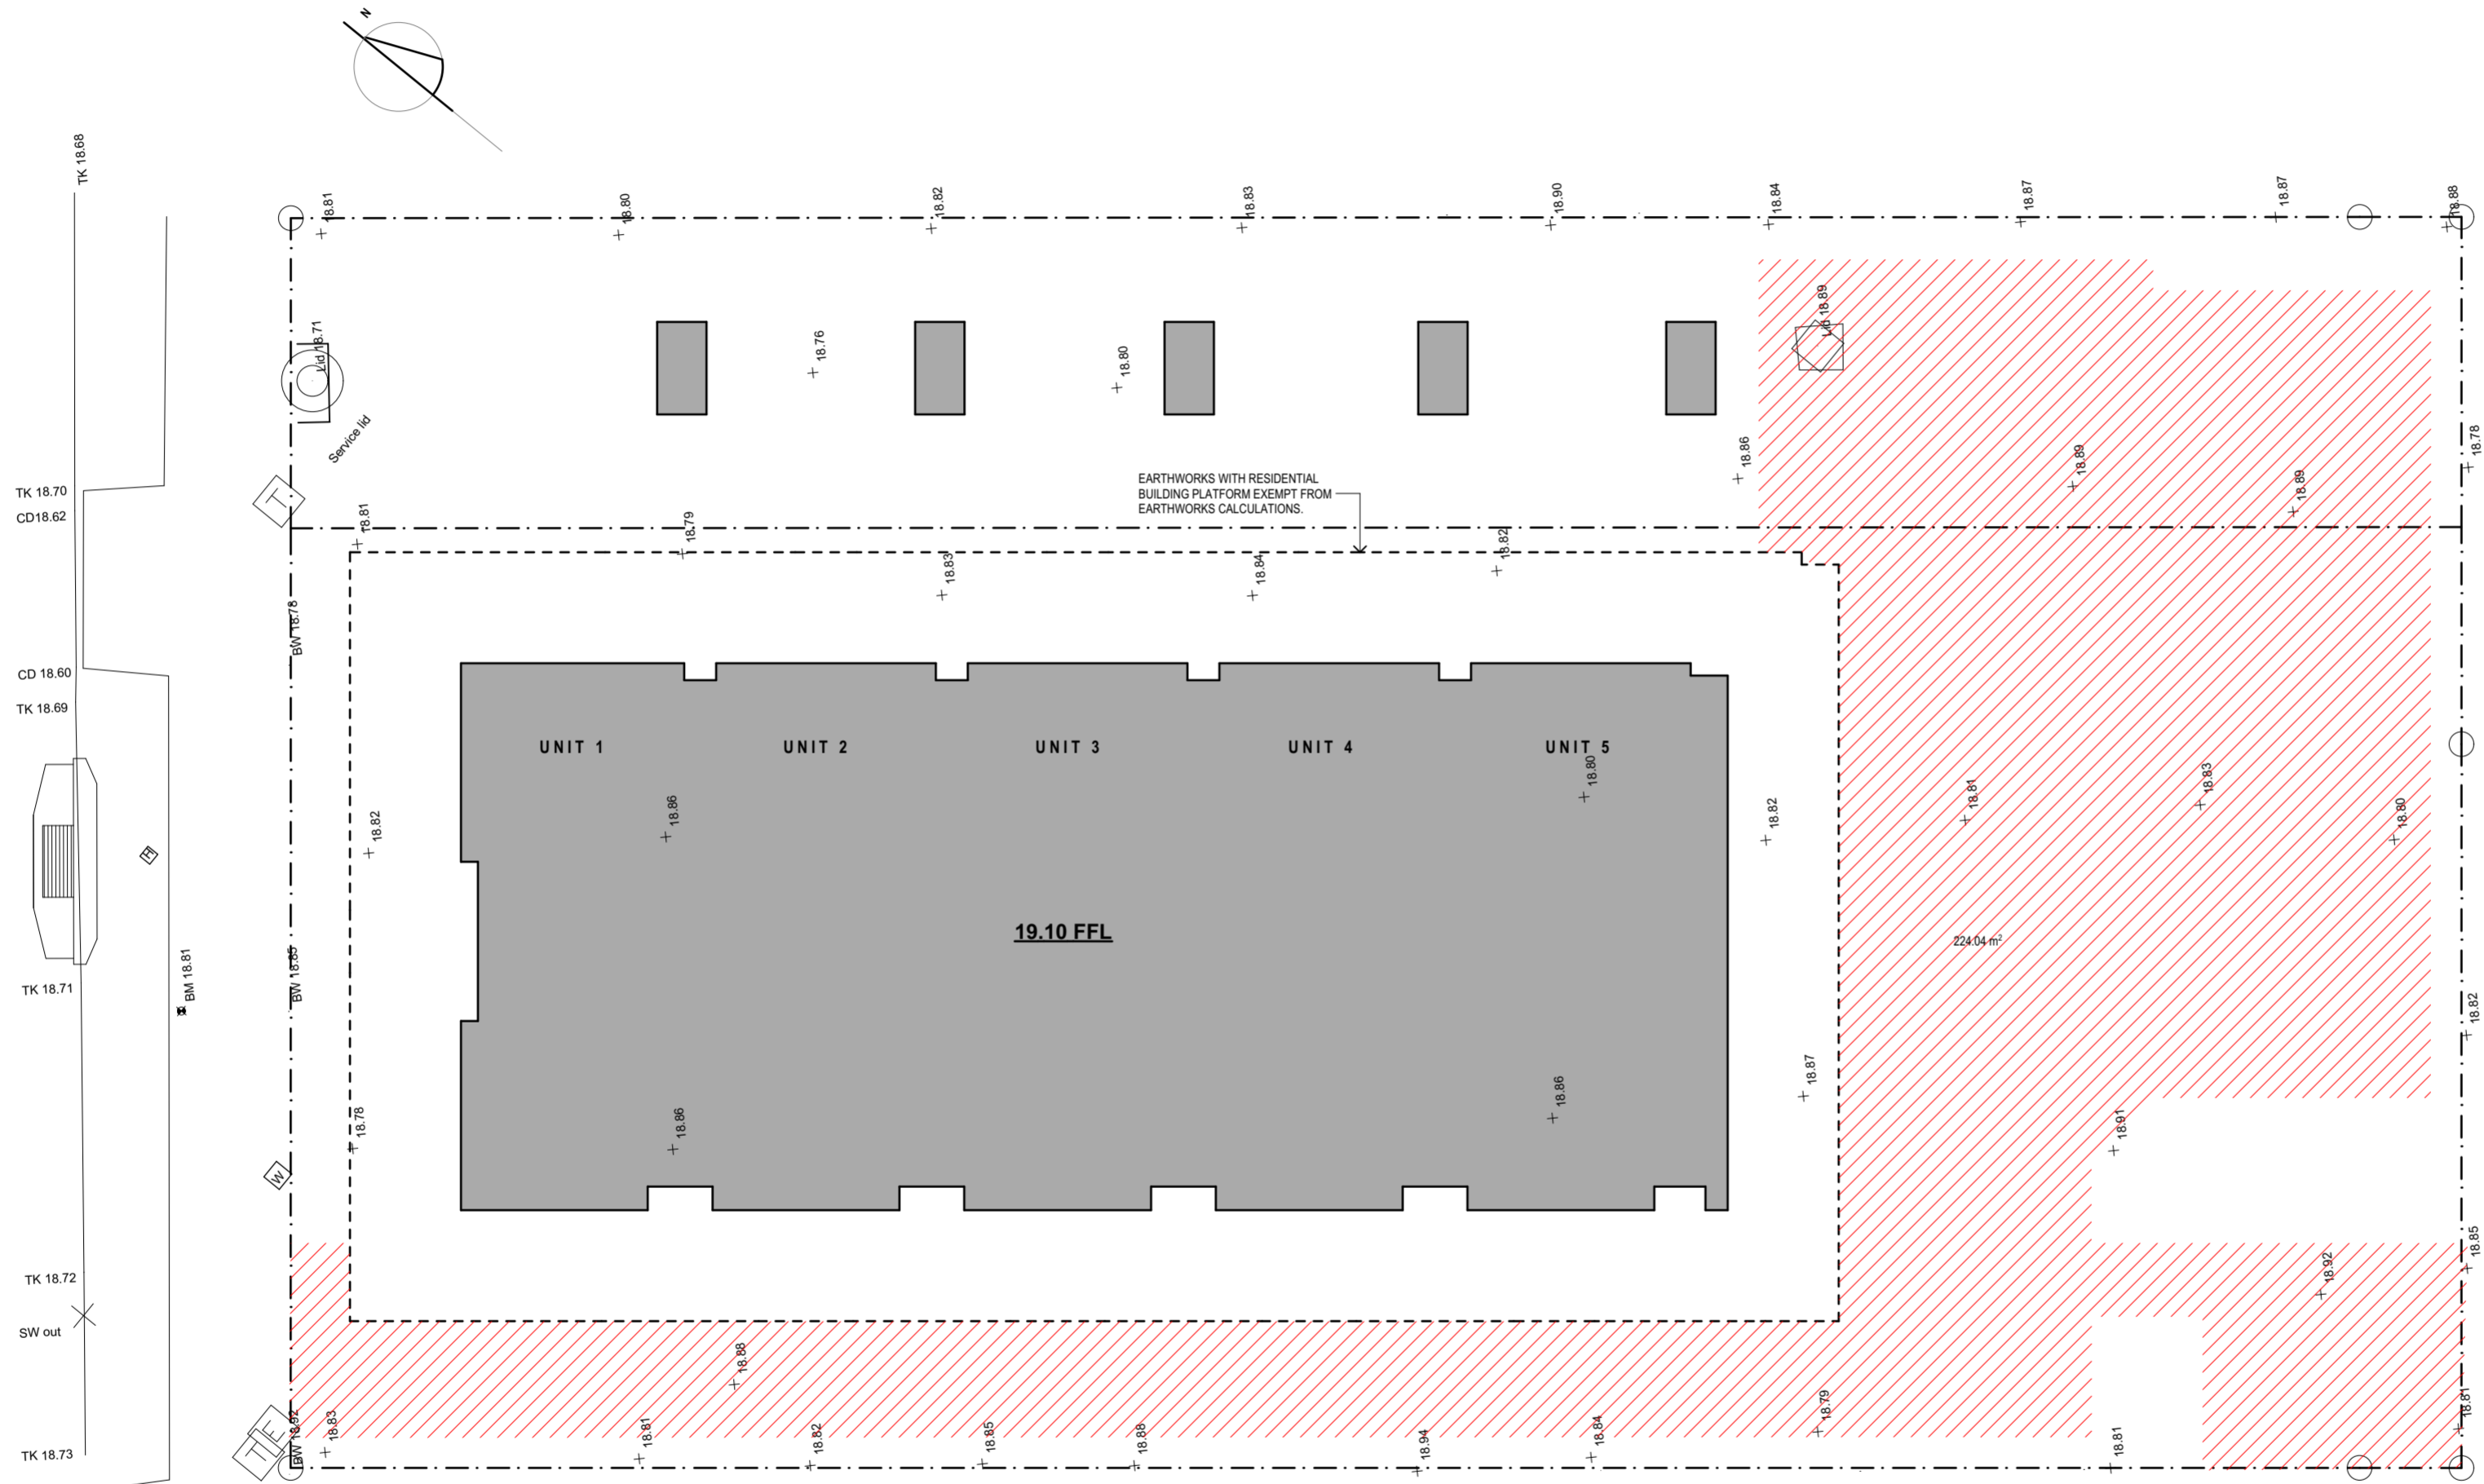 N
TK 18.68
18.81
18.80
18.82
18.83
18.90
18.84
18.87
18.87
18.88
Lid 18.71
Service lid
18.76
18.80
Lid 18.89
18.86
18.89
18.89
18.78
TK 18.70
CD18.62
T
18.81
18.79
EARTHWORKS WITH RESIDENTIAL
BUILDING PLATFORM EXEMPT FROM
EARTHWORKS CALCULATIONS.
18.83
18.84
18.82
BW 18.78
CD 18.60
TK 18.69
UNIT 1
UNIT 2
UNIT 3
UNIT 4
UNIT 5
18.80
18.86
18.82
18.82
18.81
18.83
18.80
H
19.10 FFL
224.04 m²
BW 18.85
BM 18.81
TK 18.71
18.82
18.78
18.86
18.86
18.87
18.91
W
TK 18.72
SW out
18.92
18.85
18.88
TK 18.73
T
E
BW 18.92
18.83
18.81
18.82
18.85
18.88
18.94
18.84
18.79
18.81
18.81